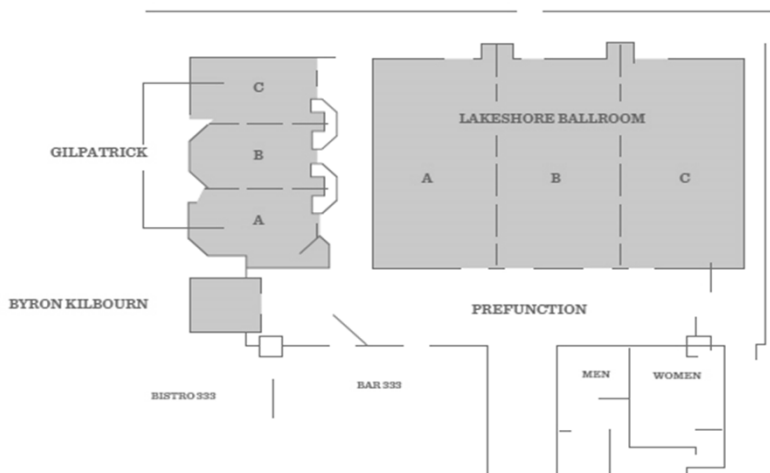 C
LAKESHORE BALLROOM
GILPATRICK
B
A
B
C
A
BYRON KILBOURN
PREFUNCTION
MEN
WOMEN
BAR 333
BISTRO 333